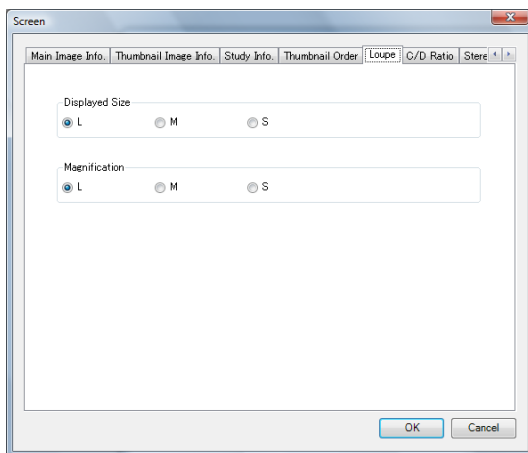 Screen
Main Image Info. Thumbnail Image Info. Study Info. Thumbnail Order Loupe C/D Ratio Stere
Displayed Size
L M S
Magnification
L M S
OK Cancel